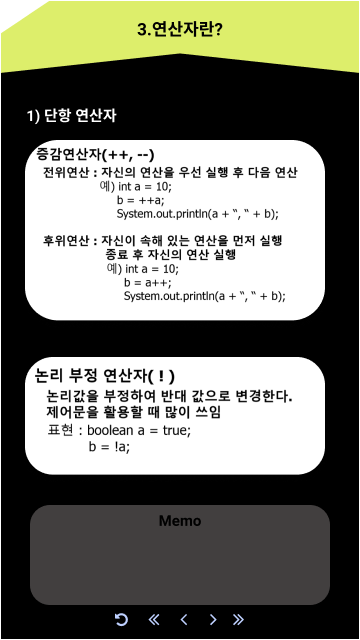 3.연산자란?
1) 단항 연산자
증감연산자(++, --)
전위연산 : 자신의 연산을 우선 실행 후 다음 연산
예) int a = 10;
b = ++a;
System.out.println(a + “, “ + b);
후위연산 : 자신이 속해 있는 연산을 먼저 실행
종료 후 자신의 연산 실행
예) int a = 10;
b = a++;
System.out.println(a + “, “ + b);
논리 부정 연산자( ! )
논리값을 부정하여 반대 값으로 변경한다.
제어문을 활용할 때 많이 쓰임
표현 : boolean a = true;
b = !a;
Memo